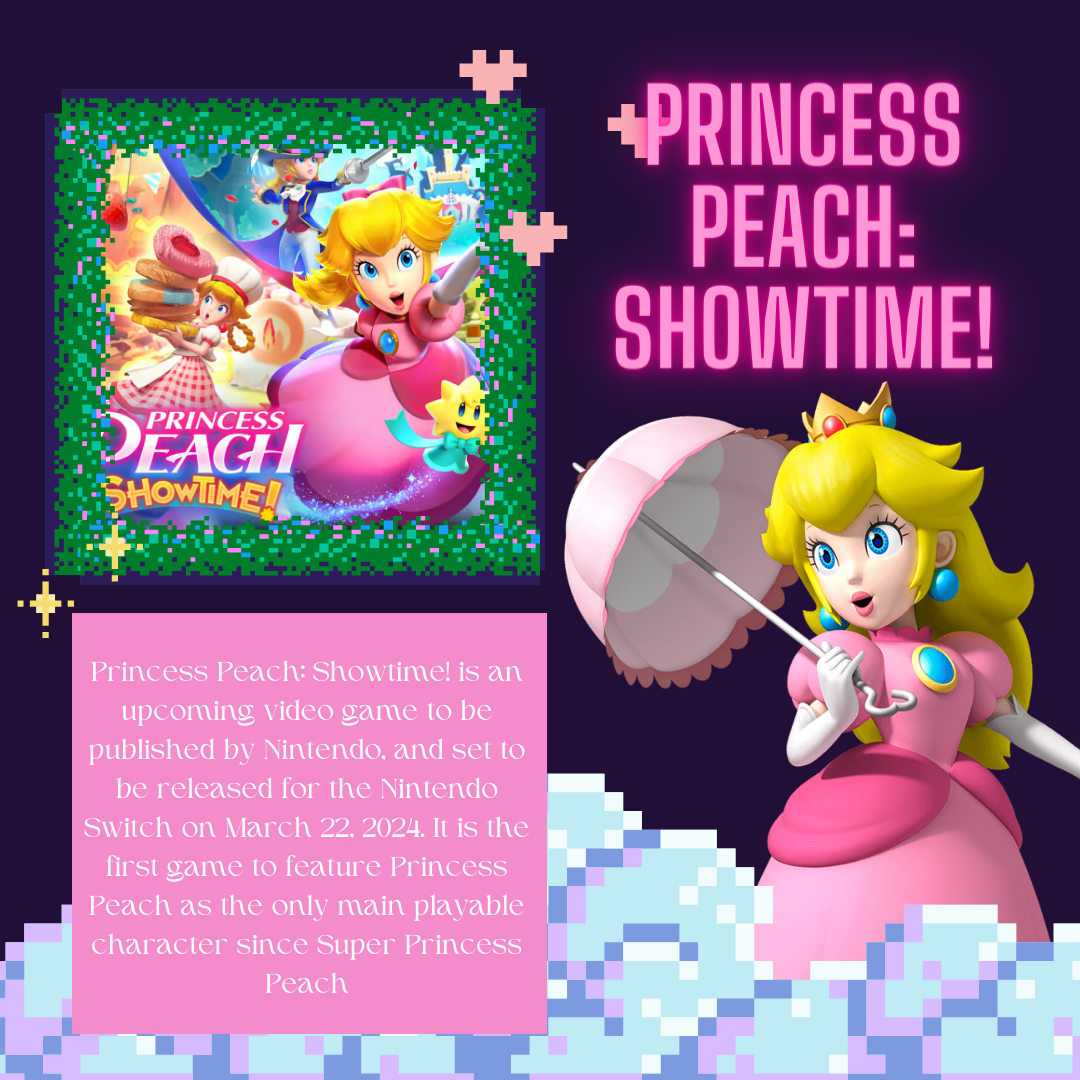 PRINCESS
PEACH:
SHOWTIME!
PRINCESS
PEACH
SHOWTIME!
Princess Peach: Showtime! is an
upcoming video game to be
published by Nintendo, and set to
be released for the Nintendo
Switch on March 22, 2024. It is the
first game to feature Princess
Peach as the only main playable
character since Super Princess
Peach